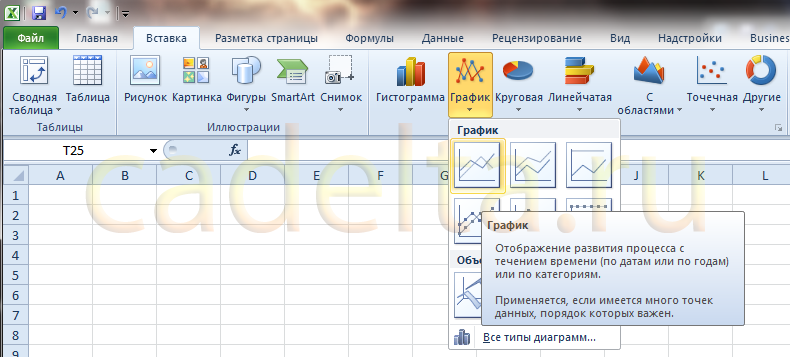 Файл Главная Вставка Разметка страницы Формулы Данные Рецензирование Вид Надстройки Busines
Сводная таблица Таблица Рисунок Картинка Фигуры SmartArt Снимок Гистограмма График Круговая Линейчатая С областями Точечная Другие
Таблицы Иллюстрации
График
T25 fx
A B C D E F G J K L
1
2
3
4
5
6
7
8
9
График
Отображение развития процесса с
течением времени (по датам или по годам)
или по категориям.
Применяется, если имеется много точек
данных, порядок которых важен.
Объе
Все типы диаграмм...
cadelta.ru